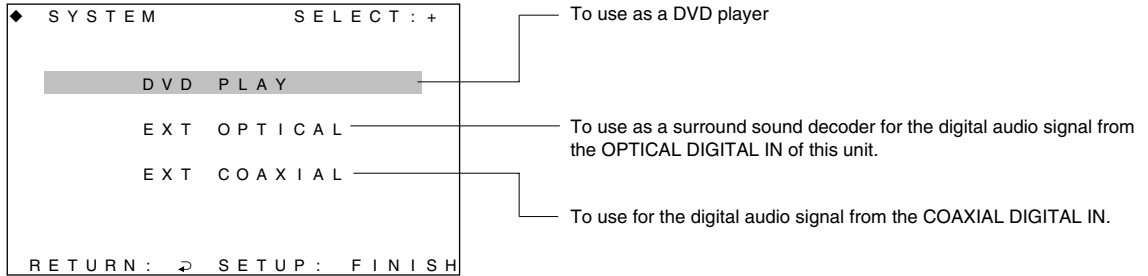 ◆ SYSTEM SELECT:+
To use as a DVD player
DVD PLAY
EXT OPTICAL
To use as a surround sound decoder for the digital audio signal from
the OPTICAL DIGITAL IN of this unit.
EXT COAXIAL
To use for the digital audio signal from the COAXIAL DIGITAL IN.
RETURN: ⊋ SETUP: FINISH